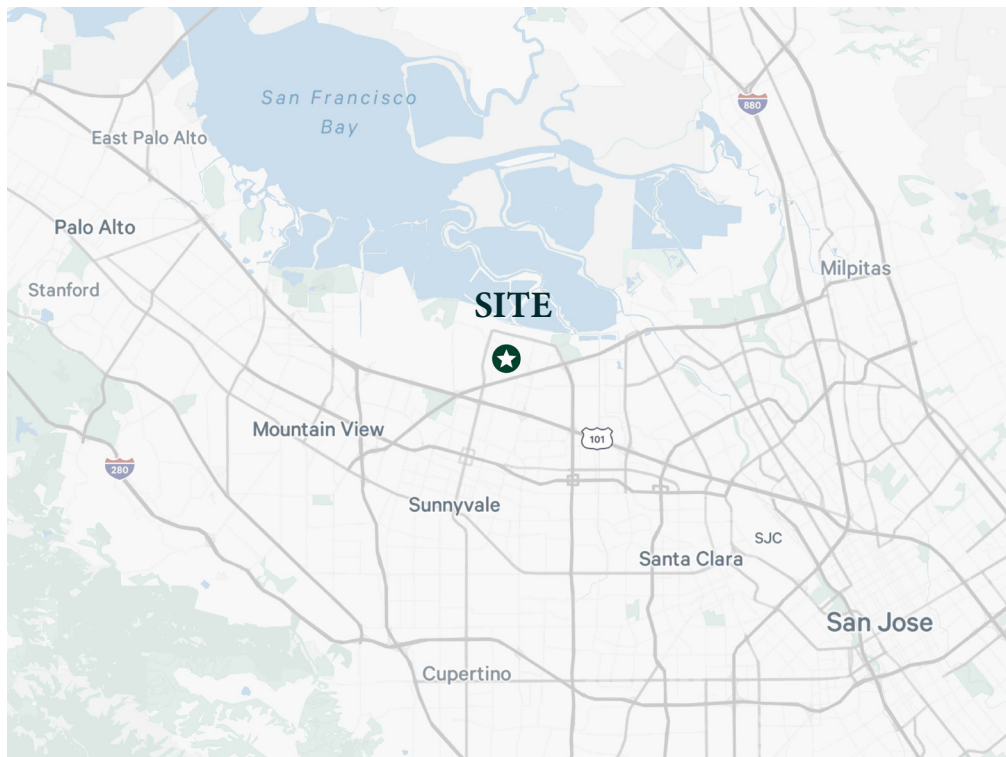 San Francisco
Bay
880
East Palo Alto
Palo Alto
Milpitas
Stanford
SITE
Mountain View
101
280
Sunnyvale
SJC
Santa Clara
San Jose
Cupertino